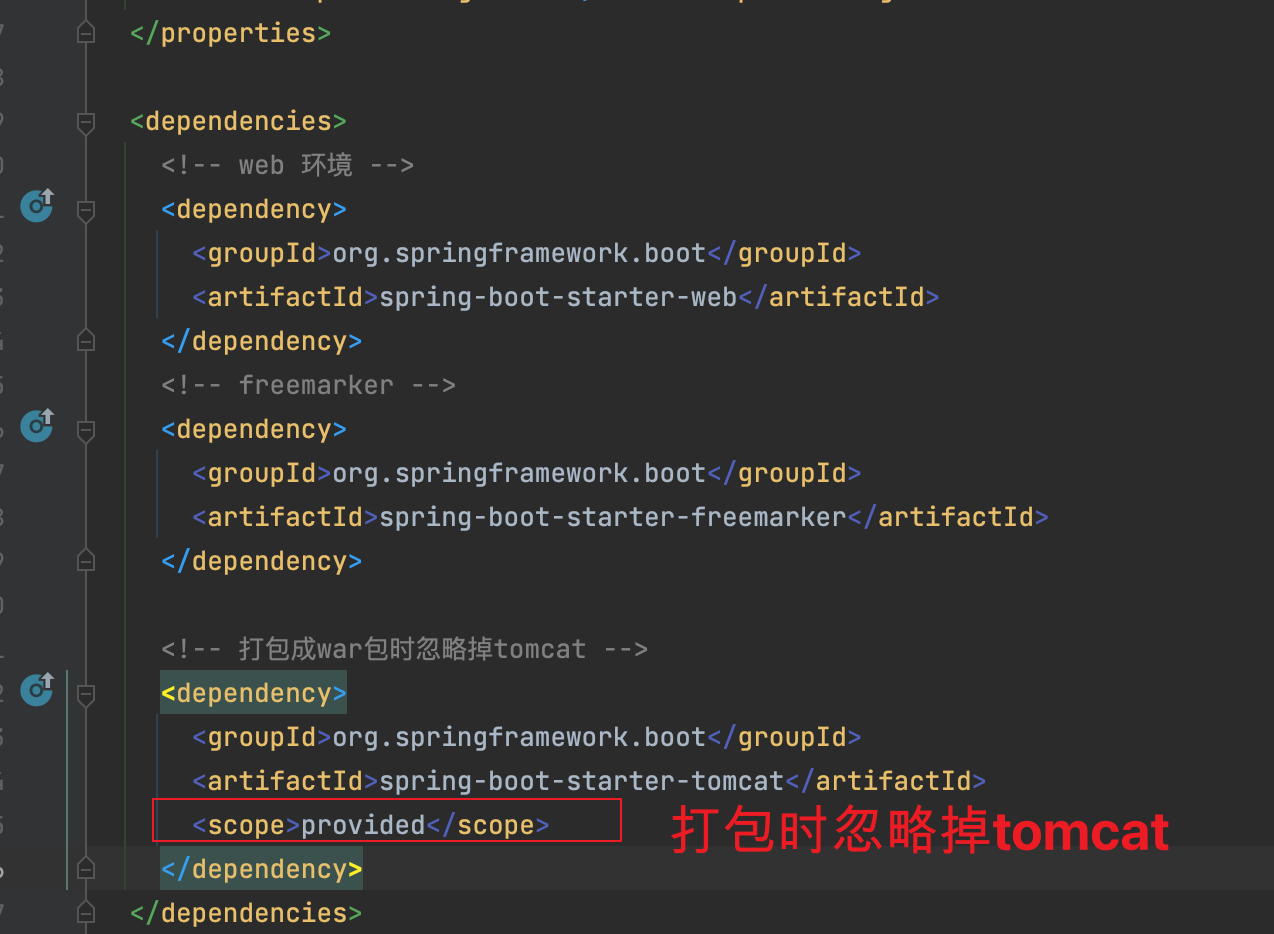 </properties>
<dependencies>
<!-- web 环境 -->
<dependency>
<groupId>org.springframework.boot</groupId>
<artifactId>spring-boot-starter-web</artifactId>
</dependency>
<!-- freemarker -->
<dependency>
<groupId>org.springframework.boot</groupId>
<artifactId>spring-boot-starter-freemarker</artifactId>
</dependency>
<!-- 打包成war包时忽略掉tomcat -->
<dependency>
<groupId>org.springframework.boot</groupId>
<artifactId>spring-boot-starter-tomcat</artifactId>
<scope>provided</scope>
打包时忽略掉tomcat
</dependency>
</dependencies>